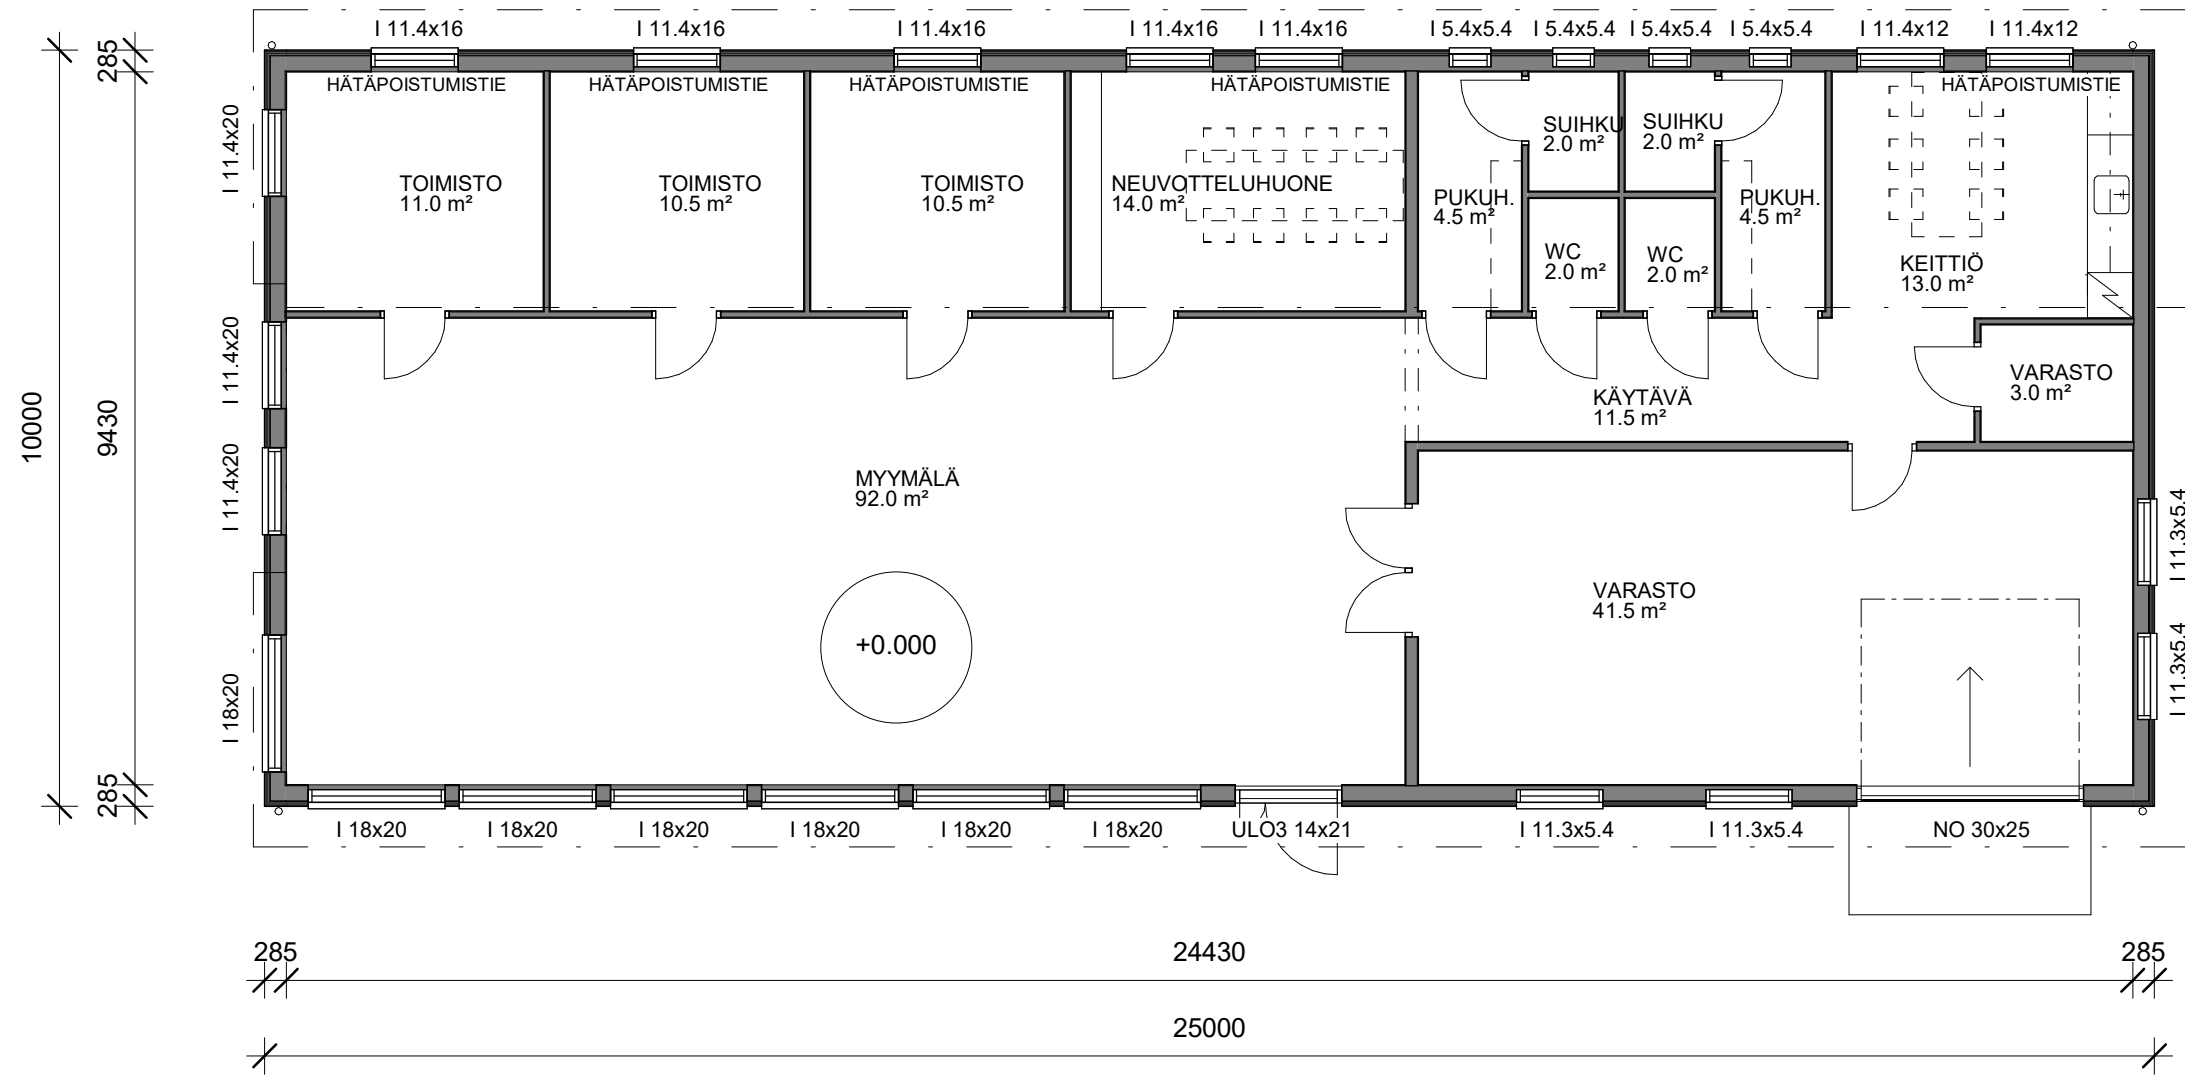 I 11.4x16
I 11.4x16
I 11.4x16
I 11.4x16
I 11.4x16
I 5.4x5.4
I 5.4x5.4
I 5.4x5.4
I 5.4x5.4
I 11.4x12
I 11.4x12
HÄTÄPOISTUMISTIE
HÄTÄPOISTUMISTIE
HÄTÄPOISTUMISTIE
HÄTÄPOISTUMISTIE
HÄTÄPOISTUMISTIE
285
10000
9430
285
I 11.4x20
I 11.4x20
I 11.4x20
I 18x20
TOIMISTO
11.0 m²
TOIMISTO
10.5 m²
TOIMISTO
10.5 m²
NEUVOTTELUHUONE
14.0 m²
PUKUH.
4.5 m²
SUIHKU
2.0 m²
SUIHKU
2.0 m²
WC
2.0 m²
WC
2.0 m²
PUKUH.
4.5 m²
KEITTIÖ
13.0 m²
VARASTO
3.0 m²
KÄYTÄVÄ
11.5 m²
MYYMÄLÄ
92.0 m²
+0.000
VARASTO
41.5 m²
I 11.3x5.4
I 11.3x5.4
I 18x20
I 18x20
I 18x20
I 18x20
I 18x20
I 18x20
ULO3 14x21
I 11.3x5.4
I 11.3x5.4
NO 30x25
285
24430
285
25000